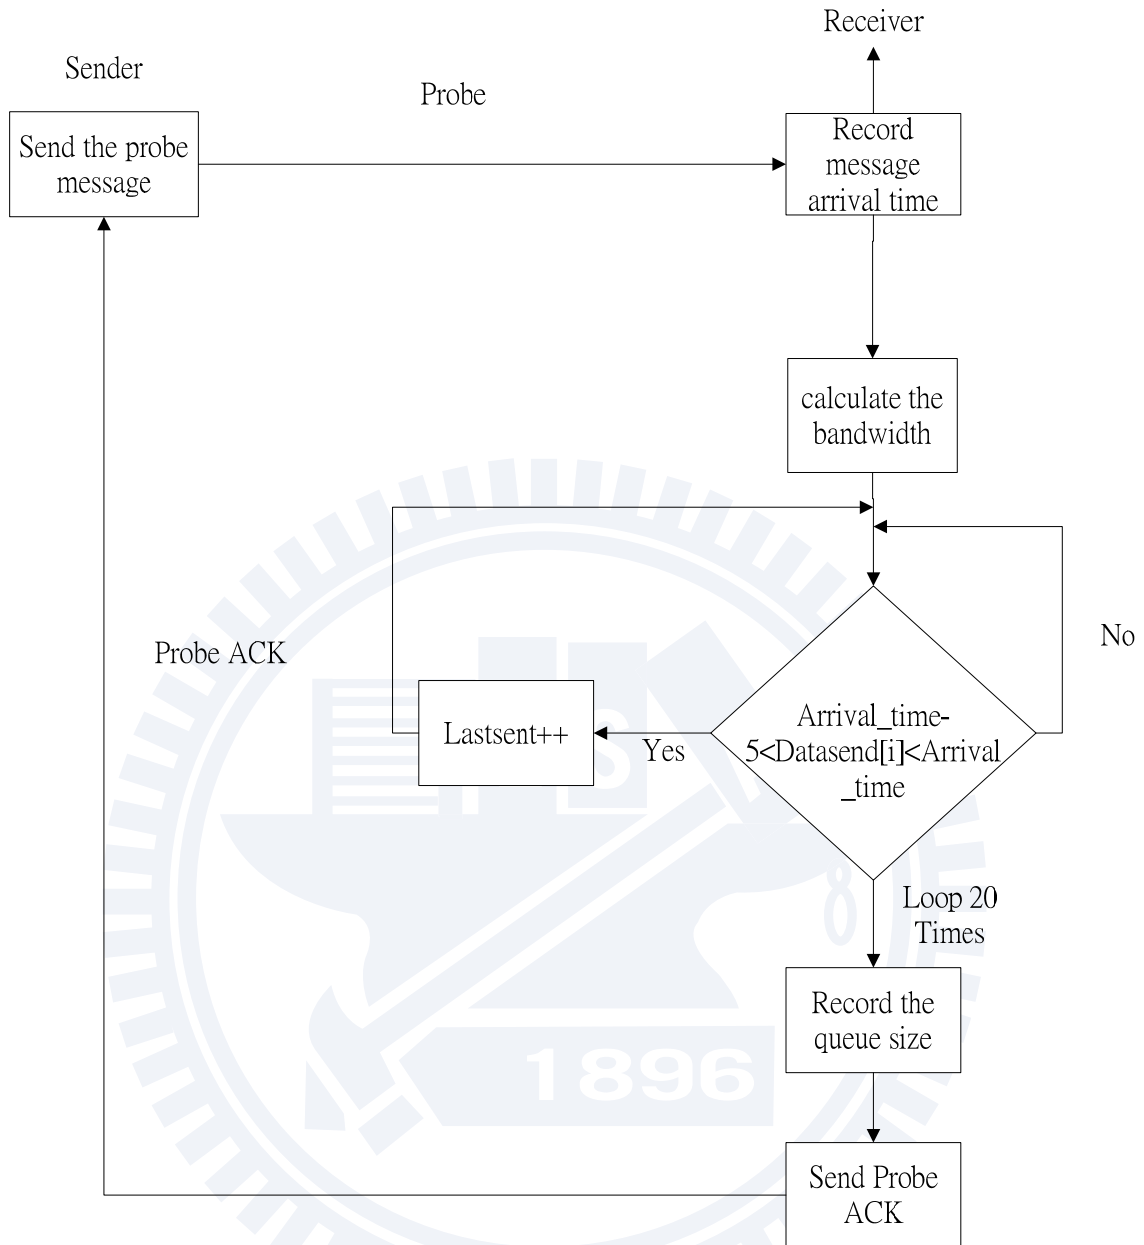 Receiver
Sender
Probe
Send the probe
message
Record
message
arrival time
calculate the
bandwidth
No
Probe ACK
Lastsent++
Yes
Arrival_time-
5<Datasend[i]<Arrival
_time
Loop 20
Times
Record the
queue size
1896
Send Probe
ACK